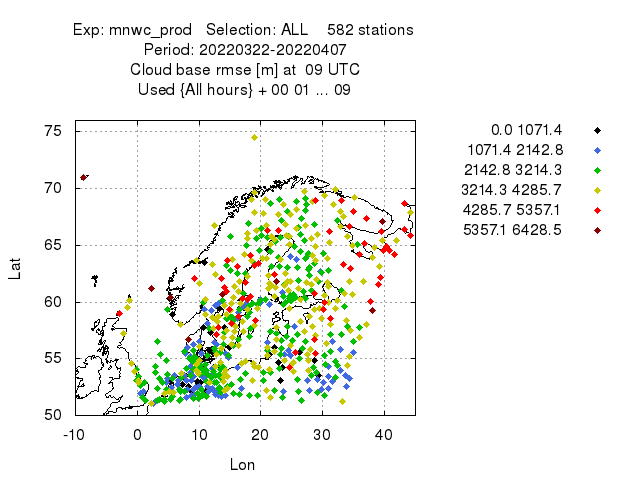 Exp: mnwc_prod   Selection: ALL    582 stations
Period: 20220322-20220407
Cloud base rmse [m] at  09 UTC
Used {All hours} + 00 01 ... 09
0.0 1071.4
1071.4 2142.8
2142.8 3214.3
3214.3 4285.7
4285.7 5357.1
5357.1 6428.5
75
70
65
60
55
50
Lat
-10 0 10 20 30 40
Lon